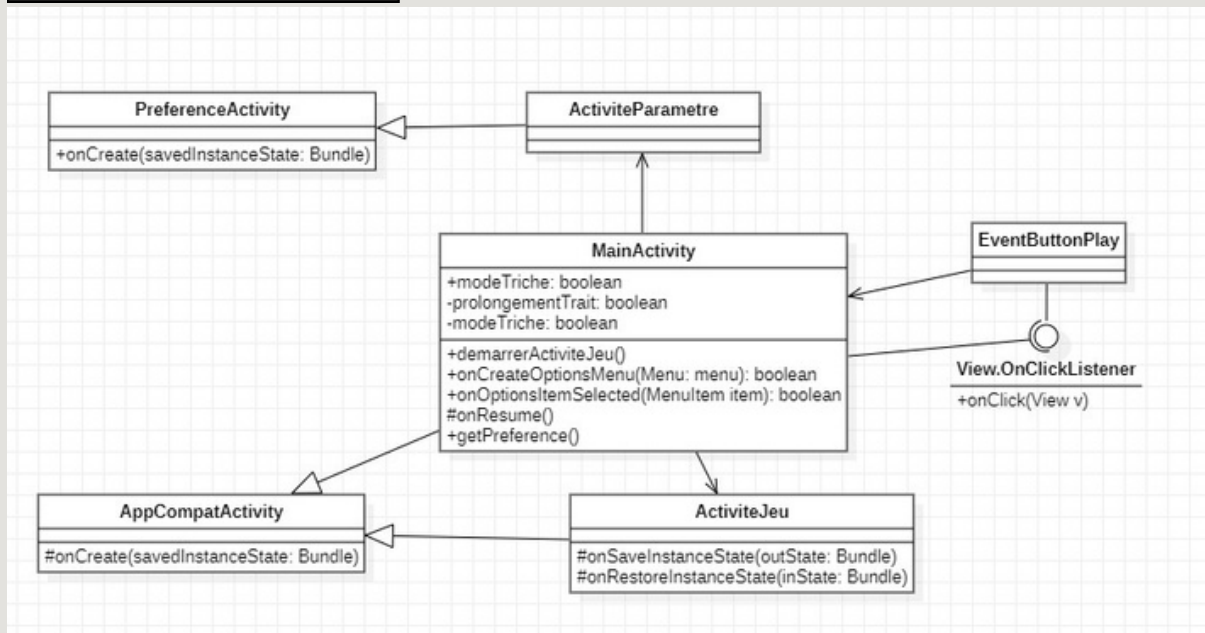 PreferenceActivity
+onCreate(savedInstanceState: Bundle)
ActiviteParametre
MainActivity
+modeTriche: boolean
-prolongementTrait: boolean
-modeTriche: boolean
+demarrerActiviteJeu()
+onCreateOptionsMenu(Menu: menu): boolean
+onOptionsItemSelected(MenuItem item): boolean
#onResume()
+getPreference()
EventButtonPlay
View.OnClickListener
+onClick(View v)
AppCompatActivity
#onCreate(savedInstanceState: Bundle)
ActiviteJeu
#onSaveInstanceState(outState: Bundle)
#onRestoreInstanceState(inState: Bundle)